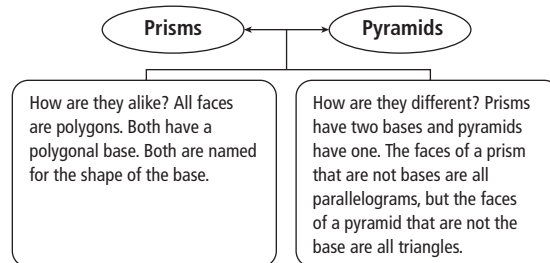 Prisms
Pyramids
How are they alike? All faces
are polygons. Both have a
polygonal base. Both are named
for the shape of the base.
How are they different? Prisms
have two bases and pyramids
have one. The faces of a prism
that are not bases are all
parallelograms, but the faces
of a pyramid that are not the
base are all triangles.